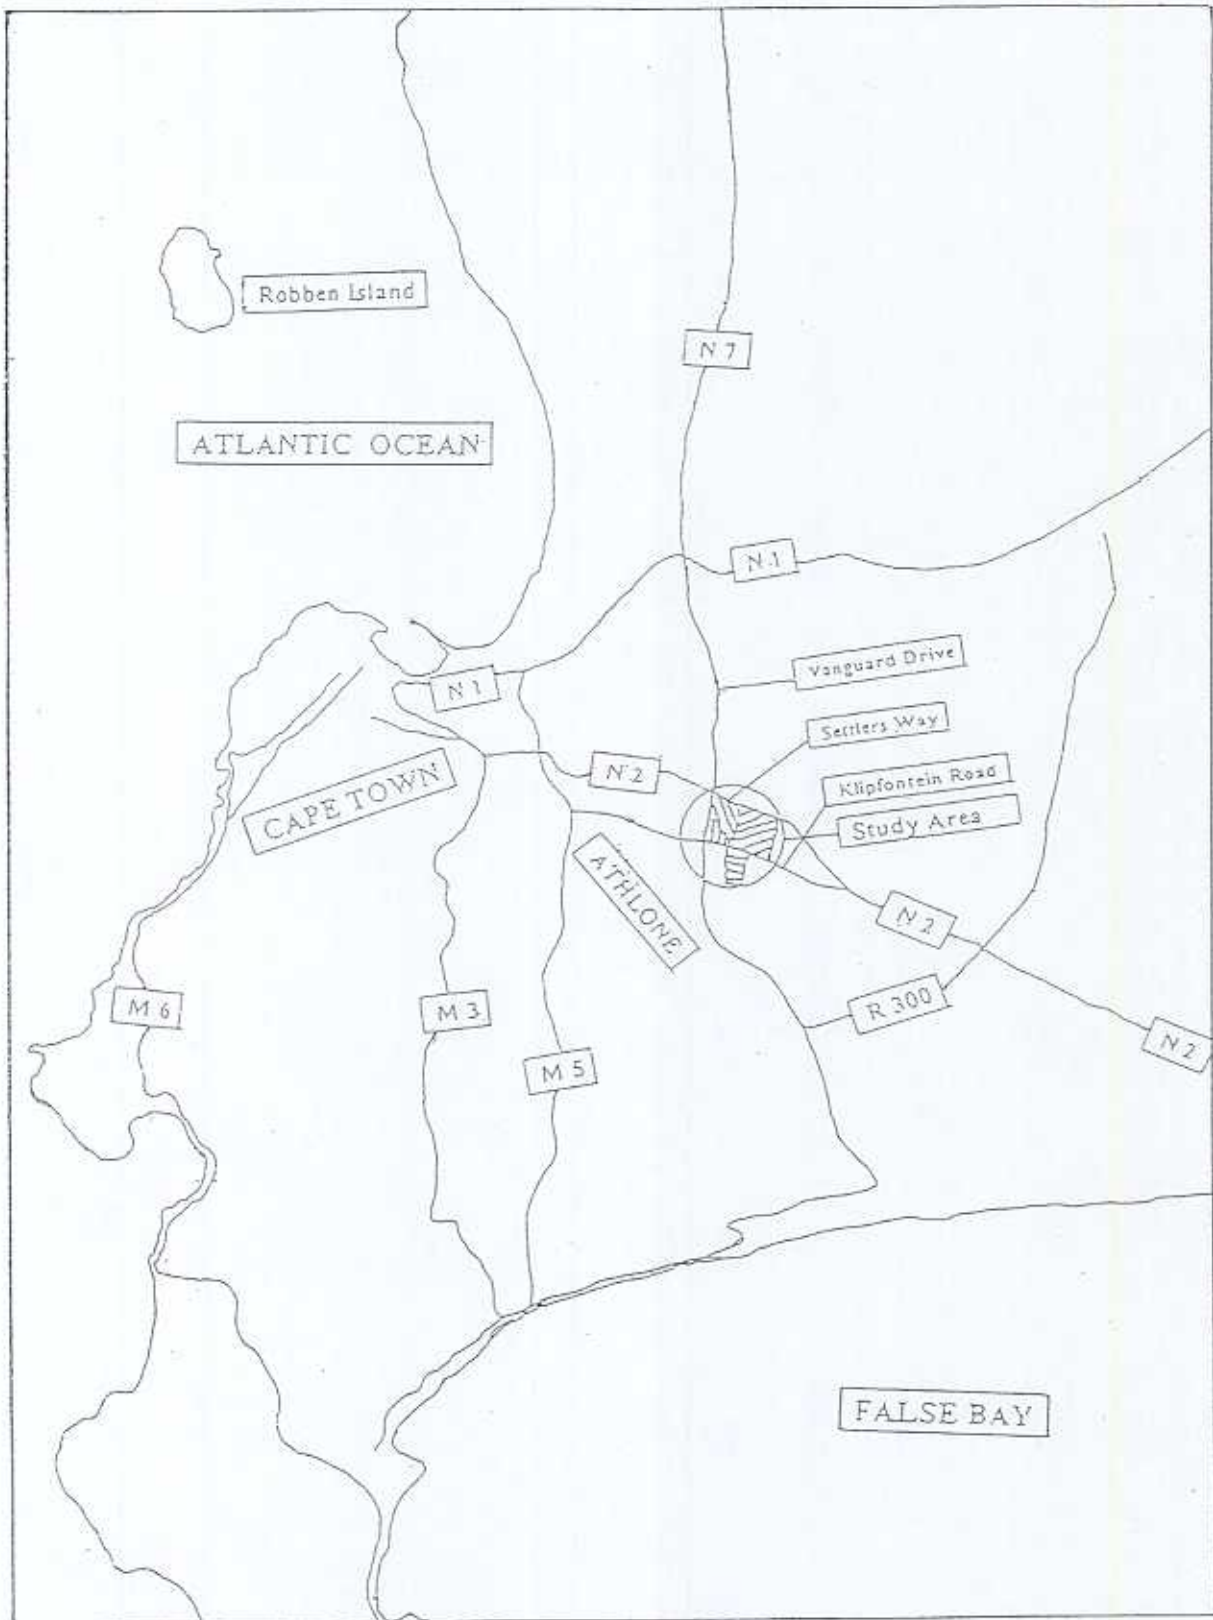 Robben Island
N 7
ATLANTIC OCEAN
N 1
Vanguard Drive
N 1
Settlers Way
N 2
Klipfontein Road
CAPE TOWN
Study Area
ATHLONE
N 2
M 6
M 3
R 300
N 2
M 5
FALSE BAY